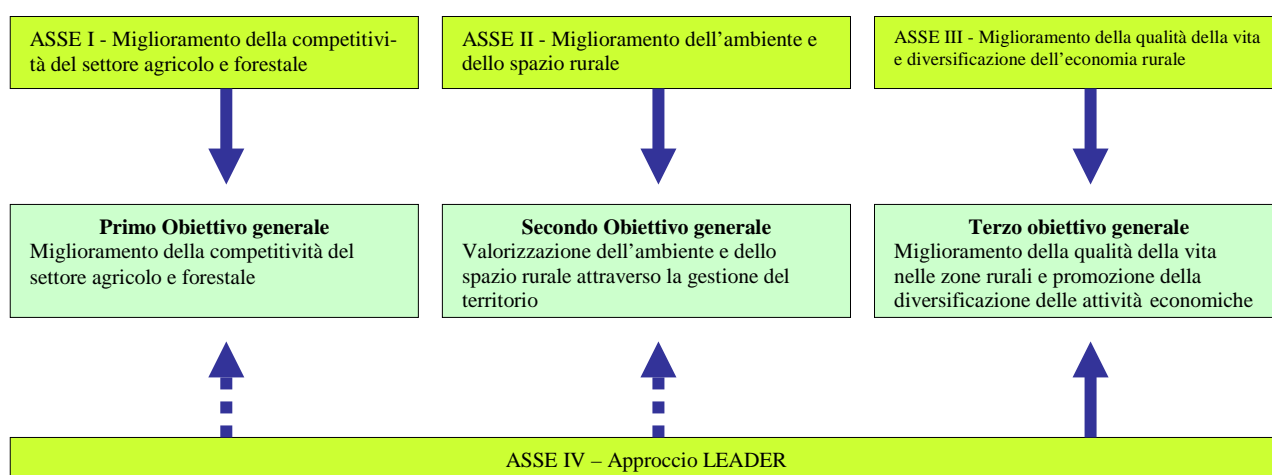 ASSE I - Miglioramento della competitivi-
tà del settore agricolo e forestale
ASSE II - Miglioramento dell'ambiente e
dello spazio rurale
ASSE III - Miglioramento della qualità della vita
e diversificazione dell'economia rurale
Primo Obiettivo generale
Miglioramento della competitività del
settore agricolo e forestale
Secondo Obiettivo generale
Valorizzazione dell'ambiente e dello
spazio rurale attraverso la gestione del
territorio
Terzo obiettivo generale
Miglioramento della qualità della vita
nelle zone rurali e promozione della
diversificazione delle attività economiche
ASSE IV – Approccio LEADER